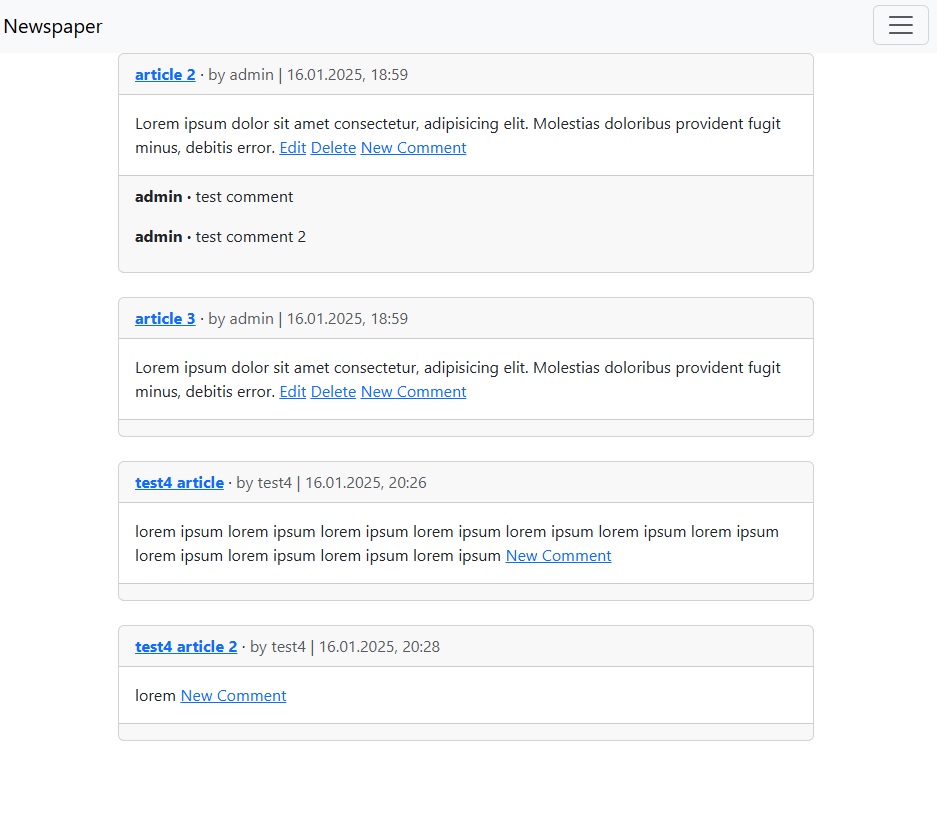 Newspaper
article 2 · by admin | 16.01.2025, 18:59
Lorem ipsum dolor sit amet consectetur, adipisicing elit. Molestias doloribus provident fugit
minus, debitis error. Edit Delete New Comment
admin · test comment
admin · test comment 2
article 3 · by admin | 16.01.2025, 18:59
Lorem ipsum dolor sit amet consectetur, adipisicing elit. Molestias doloribus provident fugit
minus, debitis error. Edit Delete New Comment
test4 article · by test4 | 16.01.2025, 20:26
lorem ipsum lorem ipsum lorem ipsum lorem ipsum lorem ipsum lorem ipsum lorem ipsum
lorem ipsum lorem ipsum lorem ipsum lorem ipsum New Comment
test4 article 2 · by test4 | 16.01.2025, 20:28
lorem New Comment